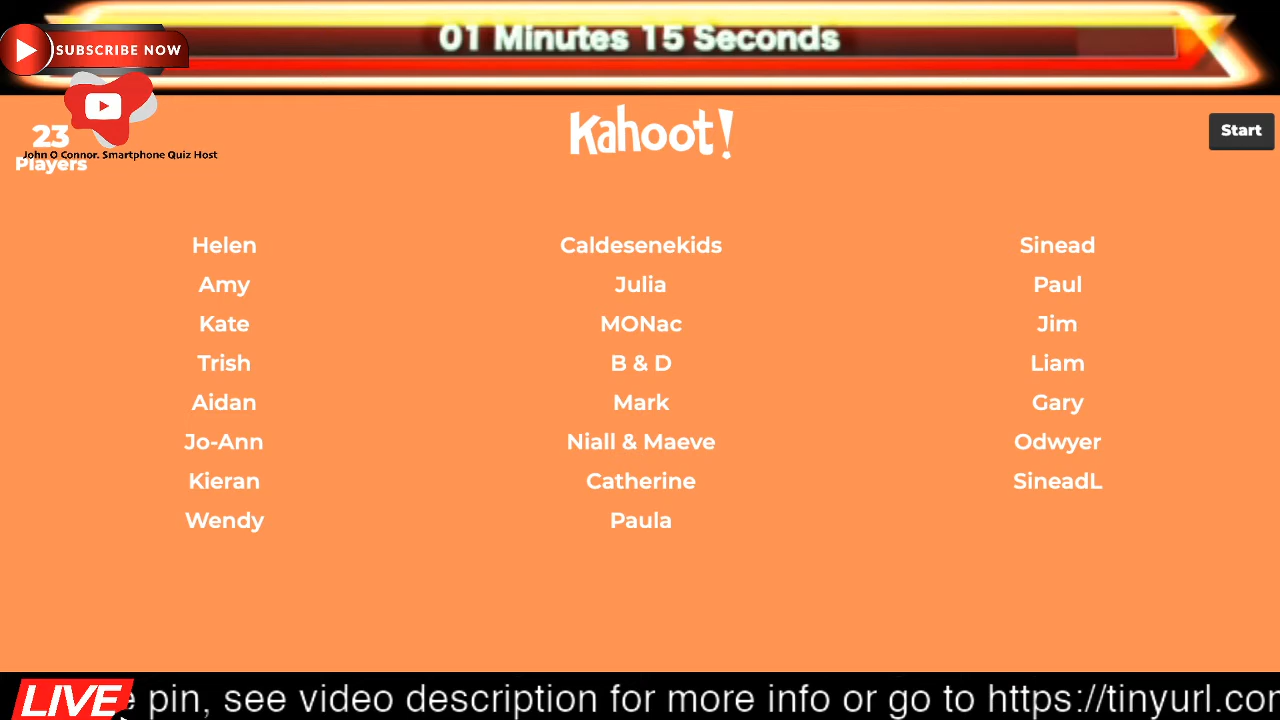 01 Minutes 15 Seconds
SUBSCRIBE NOW
Kahoot!
Start
23
John O Connor. Smartphone Quiz Host
Players
Helen
Caldesenekids
Sinead
Amy
Julia
Paul
Kate
MONac
Jim
Trish
B & D
Liam
Aidan
Mark
Gary
Jo-Ann
Niall & Maeve
Odwyer
Kieran
Catherine
SineadL
Wendy
Paula
LIVE
pin, see video description for more info or go to https://tinyurl.co